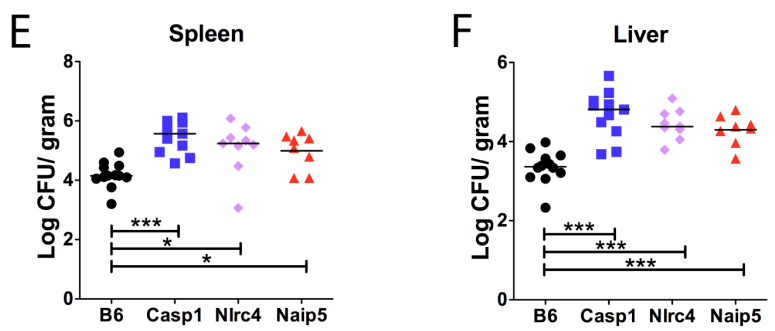 E
Spleen
Log CFU/ gram
8
6
4
2
0
***
*
*
B6 Casp1 Nlrc4 Naip5
F
Liver
Log CFU/ gram
6
4
2
0
***
***
***
B6 Casp1 Nlrc4 Naip5